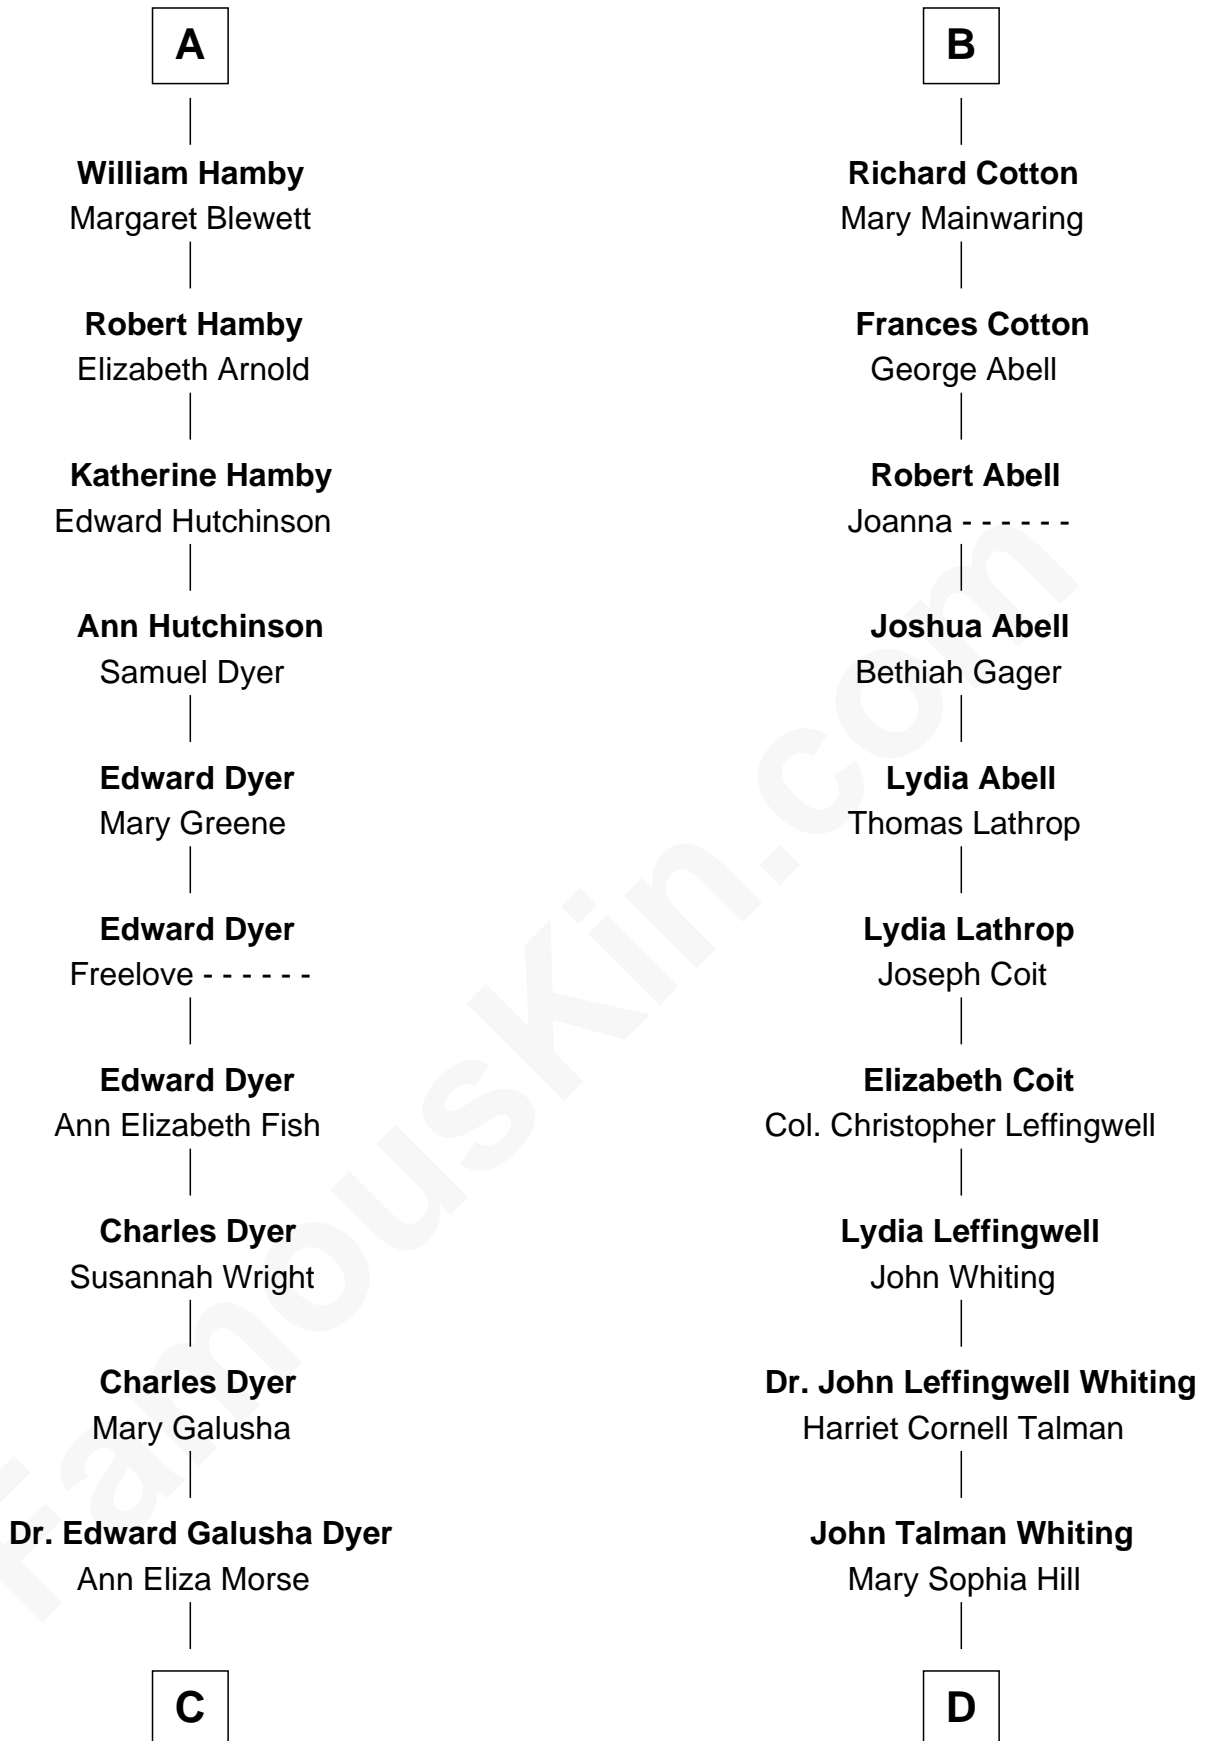 A
William Hamby
Margaret Blewett
Robert Hamby
Elizabeth Arnold
Katherine Hamby
Edward Hutchinson
Ann Hutchinson
Samuel Dyer
Edward Dyer
Mary Greene
Edward Dyer
Freelove - - - - - -
Edward Dyer
Ann Elizabeth Fish
Charles Dyer
Susannah Wright
Charles Dyer
Mary Galusha
Dr. Edward Galusha Dyer
Ann Eliza Morse
C
B
Richard Cotton
Mary Mainwaring
Frances Cotton
George Abell
Robert Abell
Joanna - - - - - -
Joshua Abell
Bethiah Gager
Lydia Abell
Thomas Lathrop
Lydia Lathrop
Joseph Coit
Elizabeth Coit
Col. Christopher Leffingwell
Lydia Leffingwell
John Whiting
Dr. John Leffingwell Whiting
Harriet Cornell Talman
John Talman Whiting
Mary Sophia Hill
D
FamousKin.com